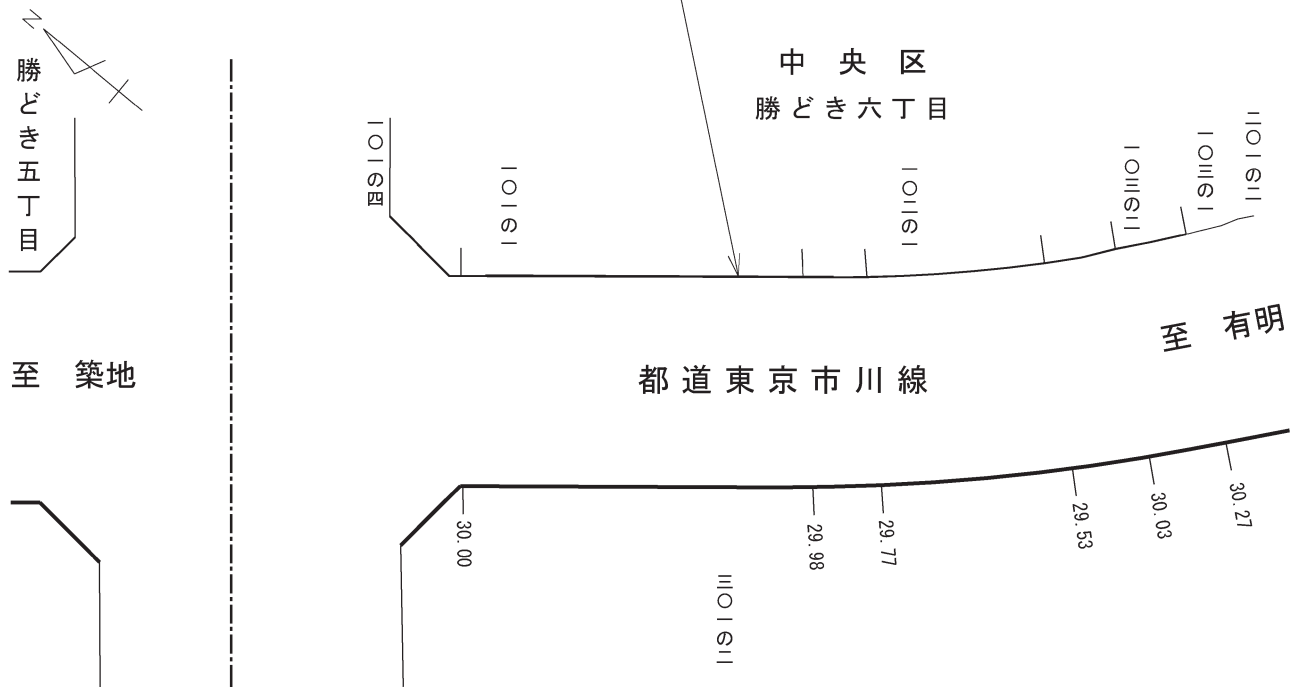 N
勝どき五丁目
中央区
勝どき六丁目
一〇一の四
一〇一の一
一〇二の一
一〇三の二
一〇三の一
二〇一の二
至 築地
都道東京市川線
至 有明
30.00
29.98
29.77
29.53
30.03
30.27
三〇一の二